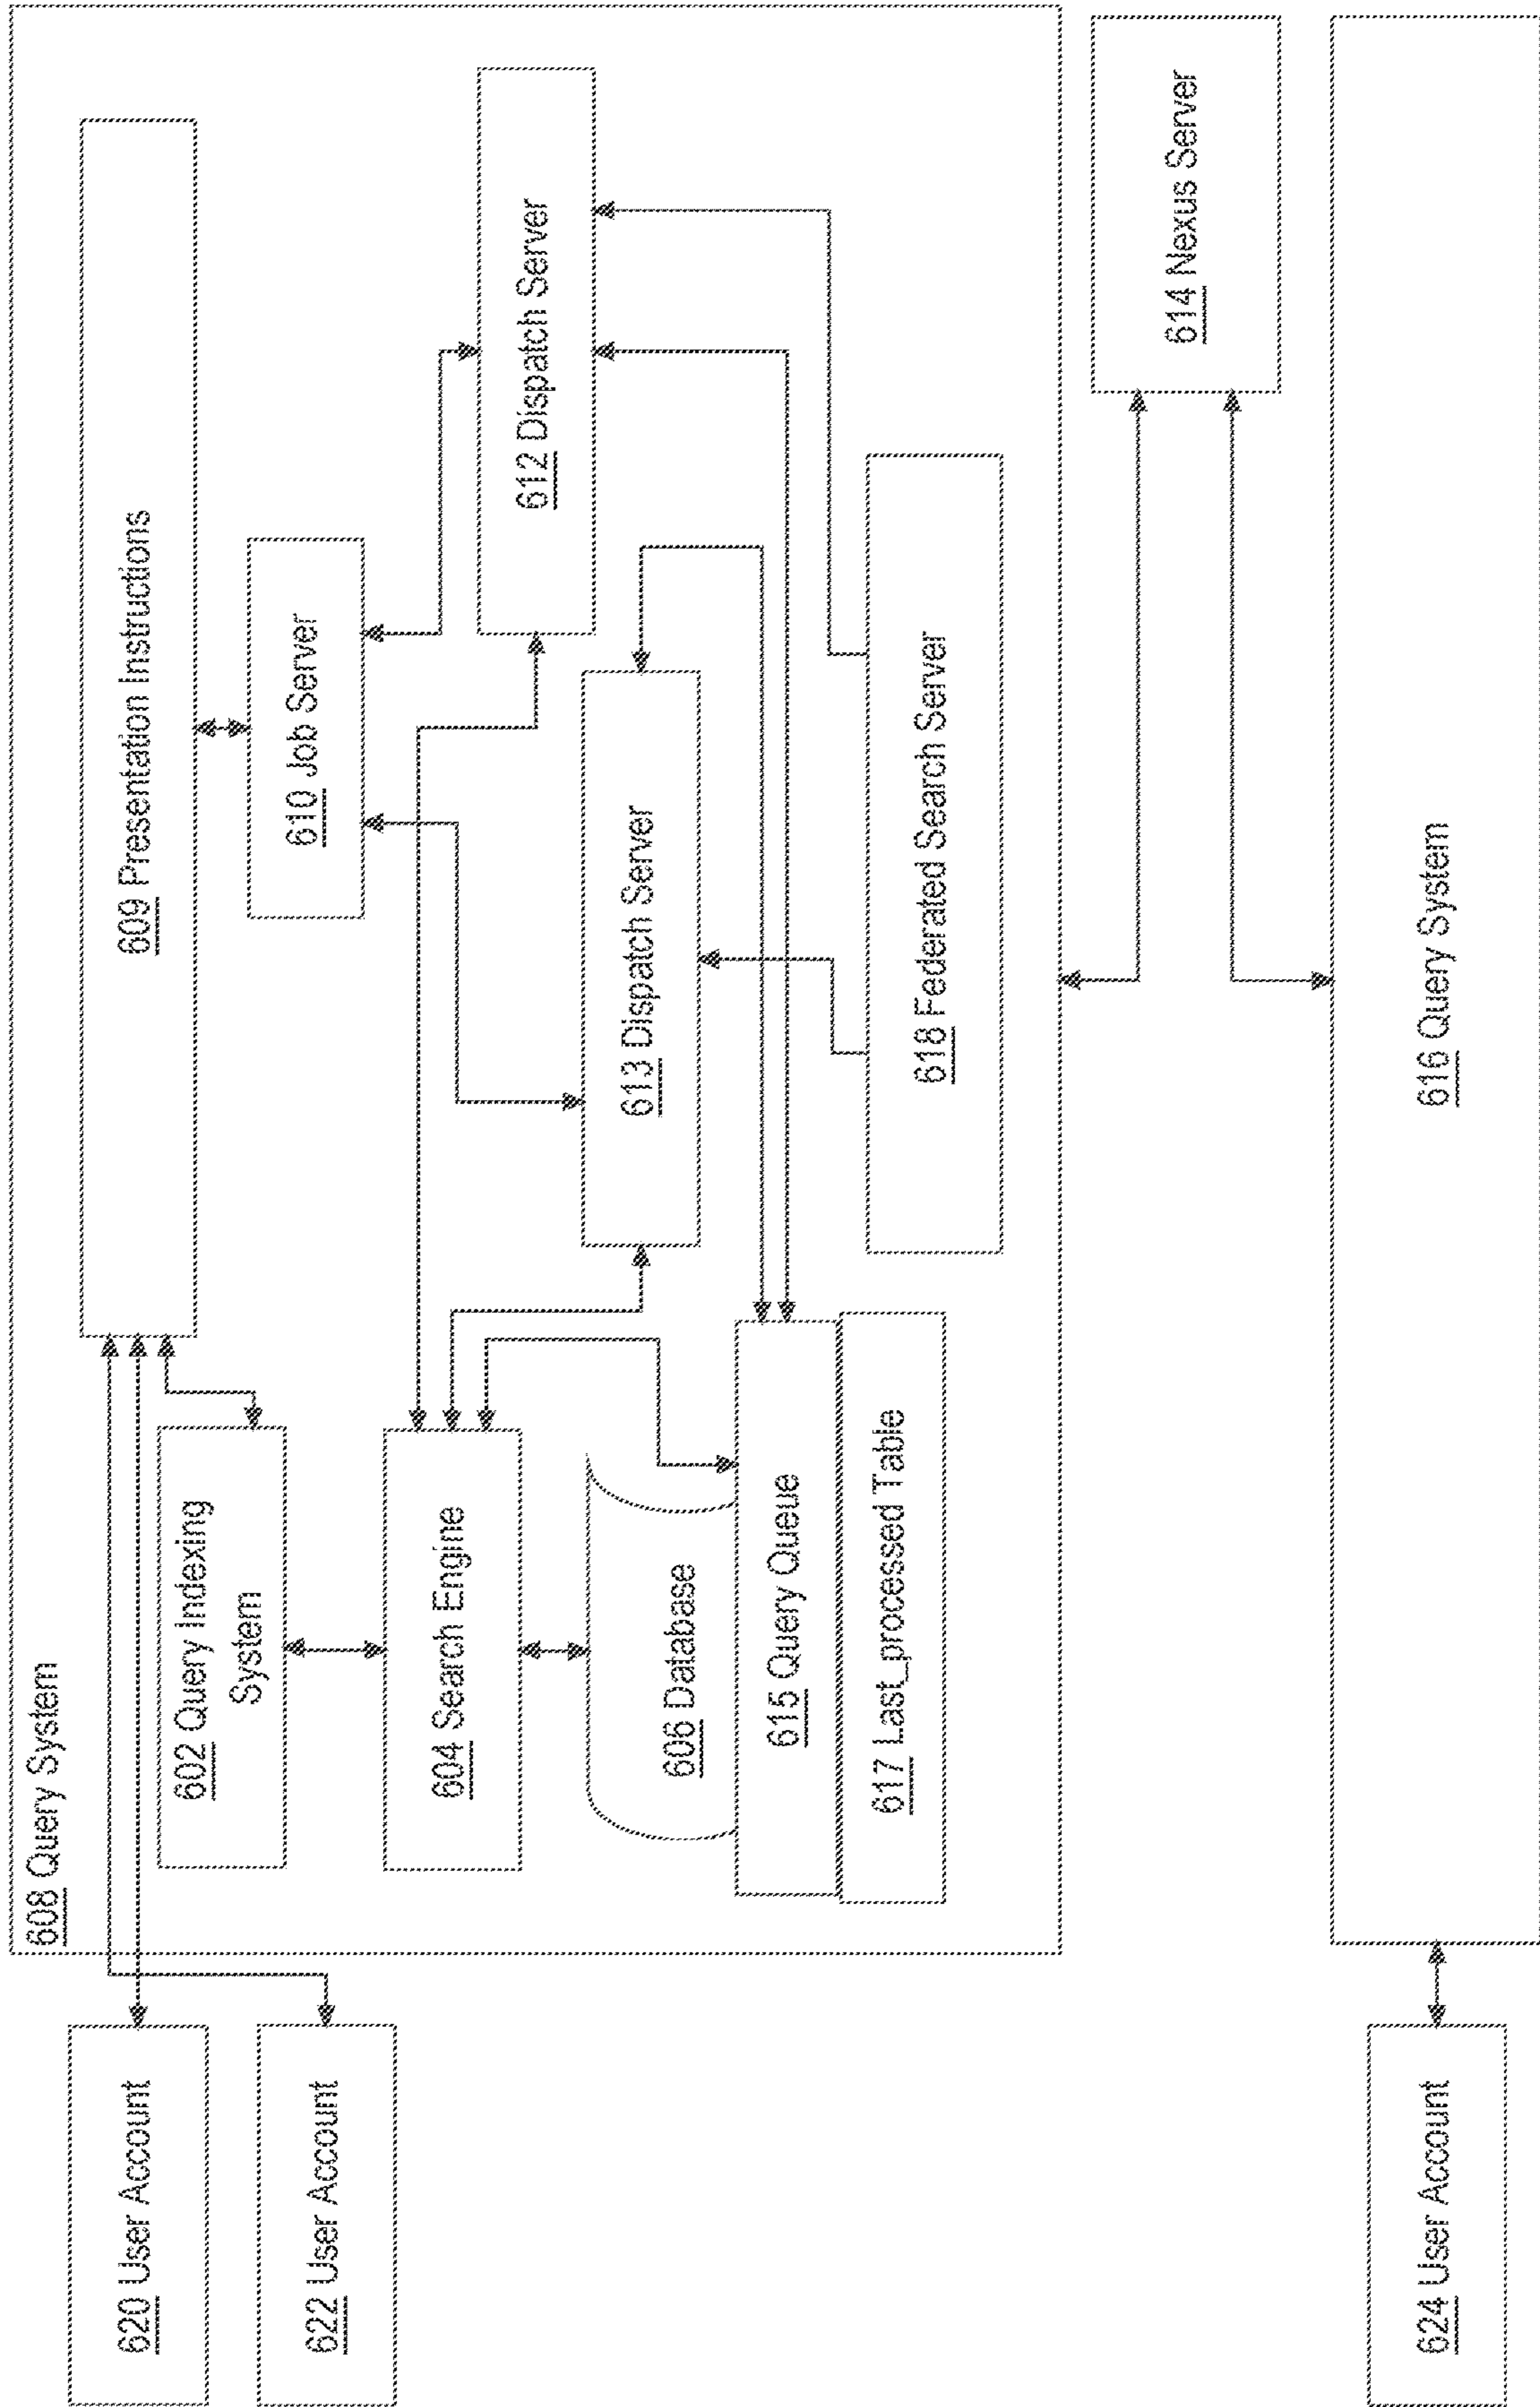 608 Query System
620 User Account
622 User Account
609 Presentation Instructions
602 Query Indexing
System
610 Job Server
604 Search Engine
612 Dispatch Server
613 Dispatch Server
606 Database
615 Query Queue
617 Last_processed Table
618 Federated Search Server
614 Nexus Server
624 User Account
616 Query System